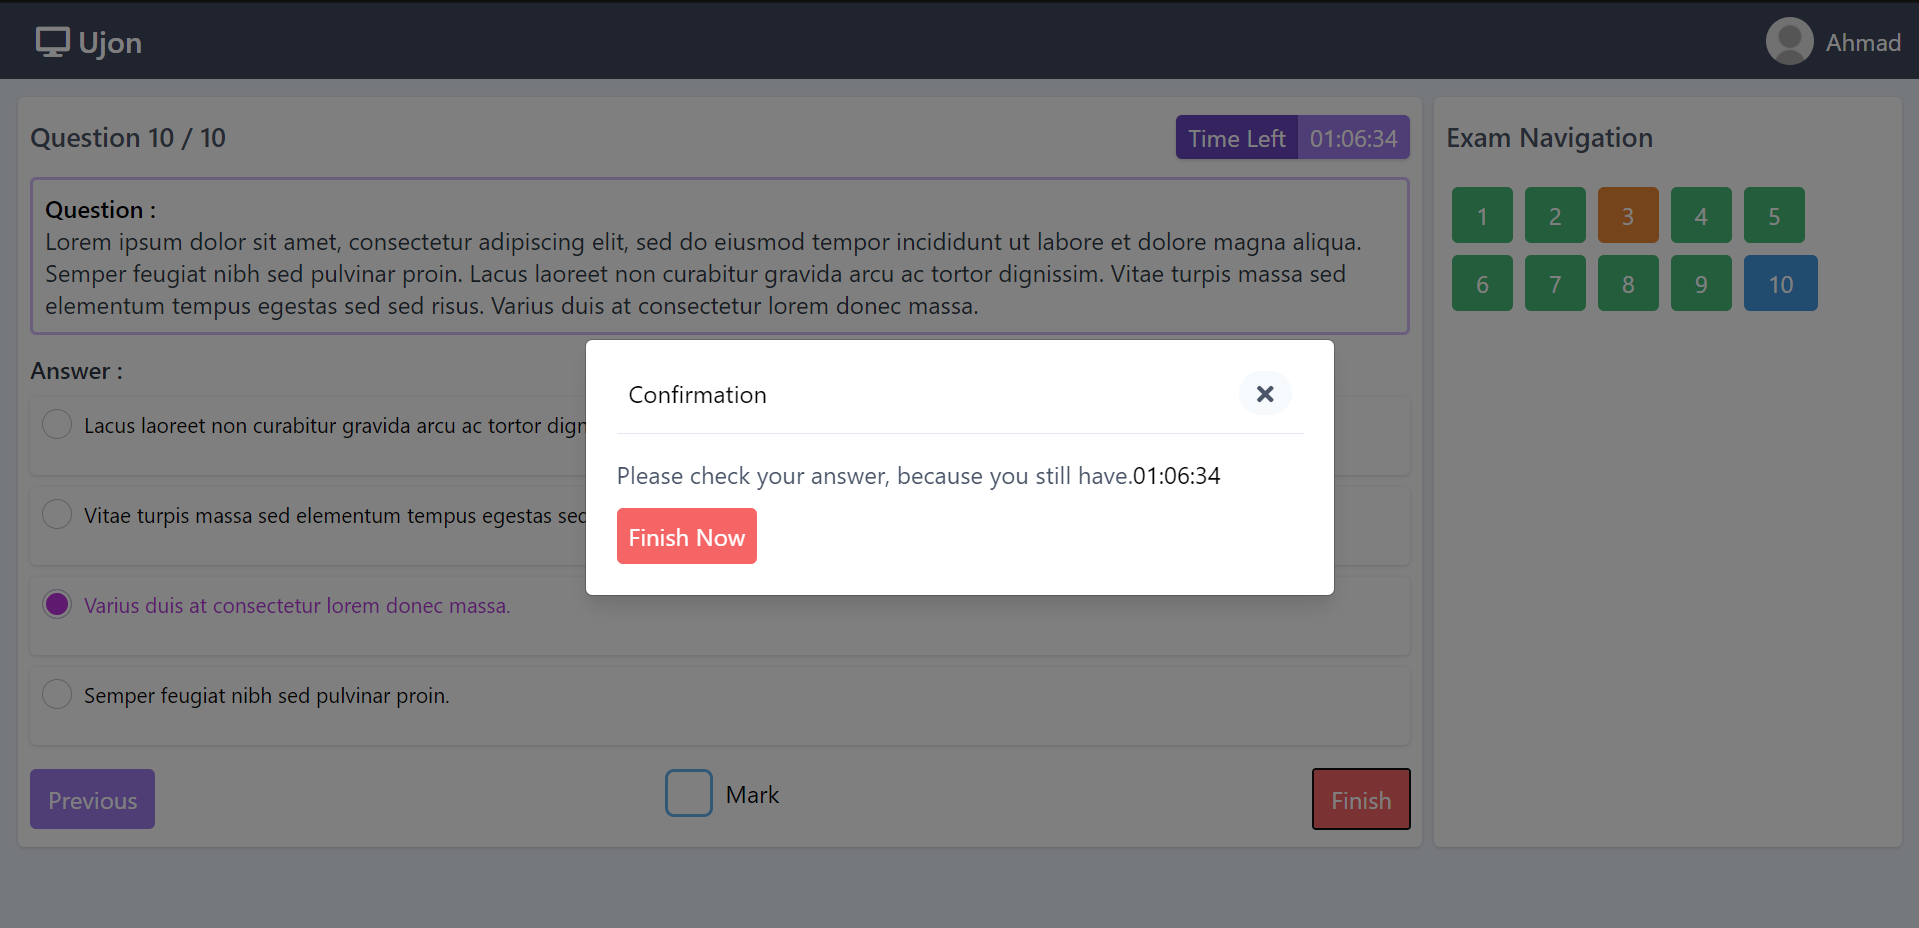 Ujon
Ahmad
Question 10 / 10
Time Left 01:06:34
Question :
Lorem ipsum dolor sit amet, consectetur adipiscing elit, sed do eiusmod tempor incididunt ut labore et dolore magna aliqua.
Semper feugiat nibh sed pulvinar proin. Lacus laoreet non curabitur gravida arcu ac tortor dignissim. Vitae turpis massa sed
elementum tempus egestas sed sed risus. Varius duis at consectetur lorem donec massa.
Answer :
Lacus laoreet non curabitur gravida arcu ac tortor dign
Vitae turpis massa sed elementum tempus egestas sed
Varius duis at consectetur lorem donec massa.
Semper feugiat nibh sed pulvinar proin.
Previous
Mark
Finish
Confirmation
Please check your answer, because you still have.01:06:34
Finish Now
Exam Navigation
1 2 3 4 5
6 7 8 9 10